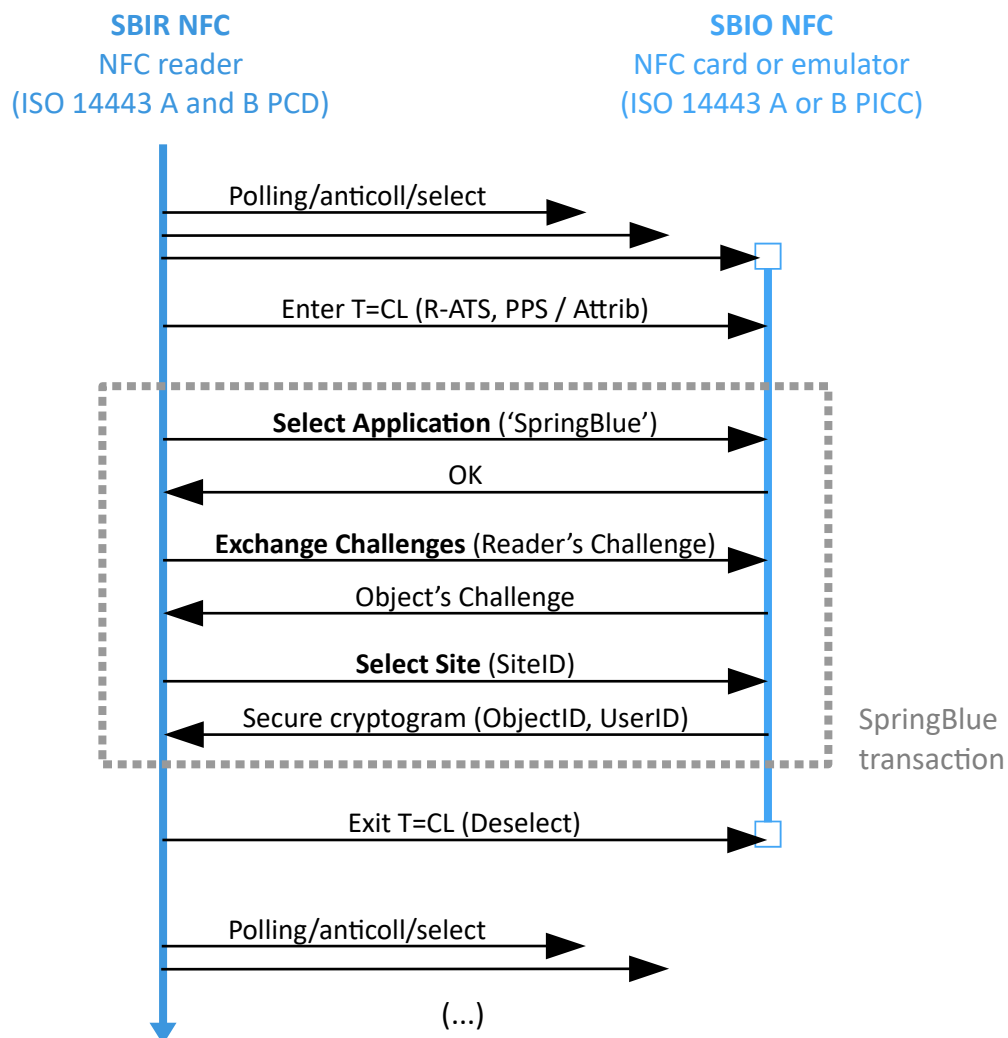 SBIR NFC
NFC reader
(ISO 14443 A and B PCD)
SBIO NFC
NFC card or emulator
(ISO 14443 A or B PICC)
Polling/anticoll/select
Enter T=CL (R-ATS, PPS / Attrib)
Select Application (‘SpringBlue’)
OK
Exchange Challenges (Reader’s Challenge)
Object’s Challenge
Select Site (SiteID)
Secure cryptogram (ObjectID, UserID)
SpringBlue
transaction
Exit T=CL (Deselect)
Polling/anticoll/select
(...)